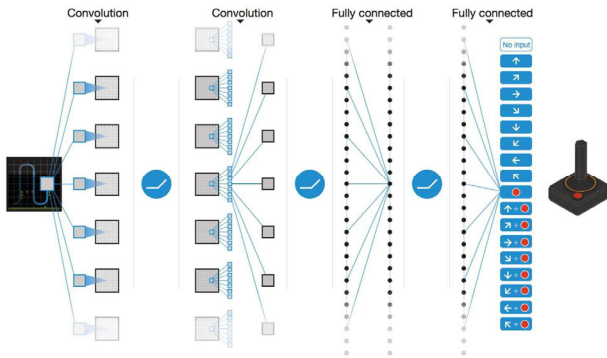 Convolution
Convolution
Fully connected
Fully connected
No input
+
+
+
+
+
+
+
+